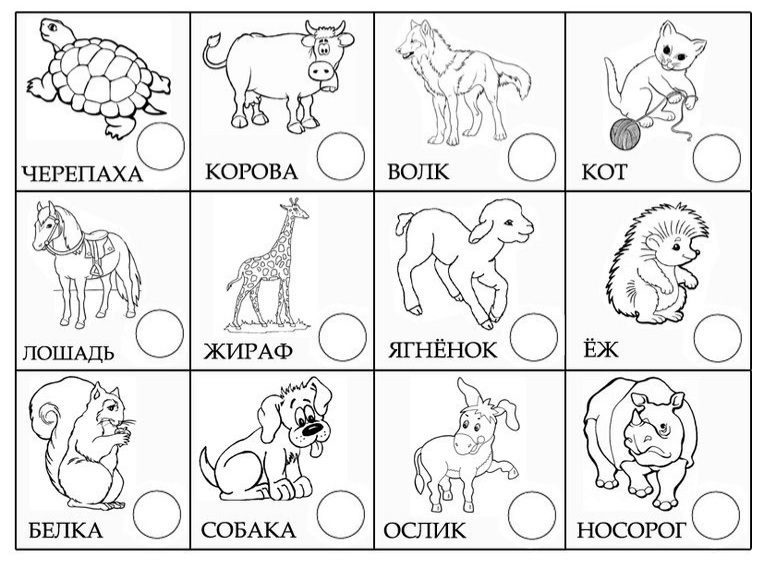 ЧЕРЕПАХА
КОРОВА
ВОЛК
КОТ
ЛОШАДЬ
ЖИРАФ
ЯГНЁНОК
ЁЖ
БЕЛКА
СОБАКА
ОСЛИК
НОСОРОГ